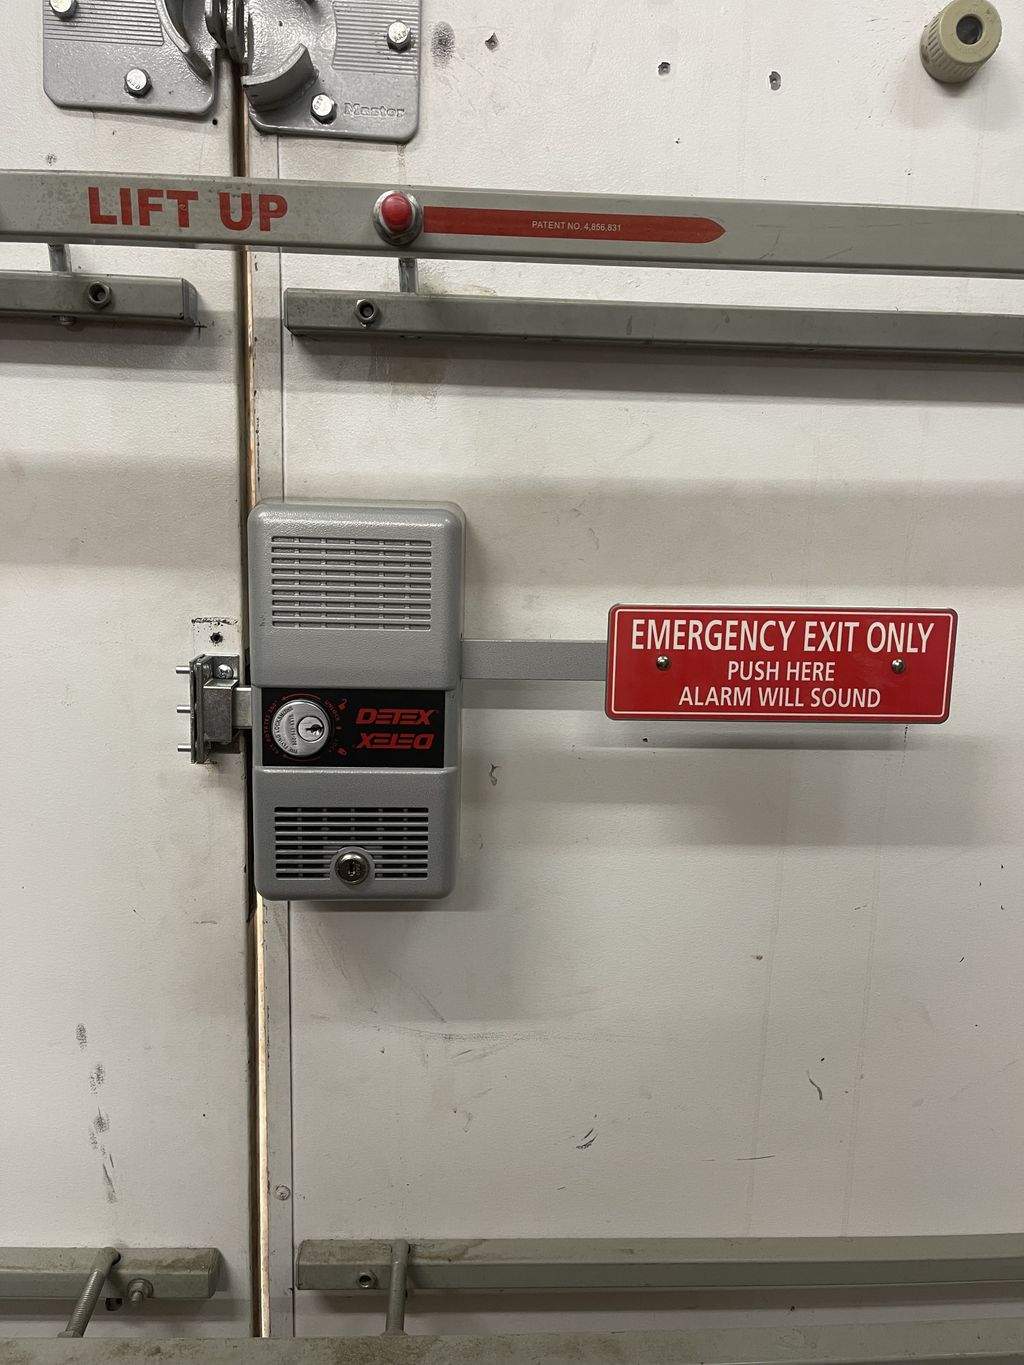 Master
LIFT UP
PATENT NO. 4,856,831
EMERGENCY EXIT ONLY
PUSH HERE
ALARM WILL SOUND
DETEX
DETEX